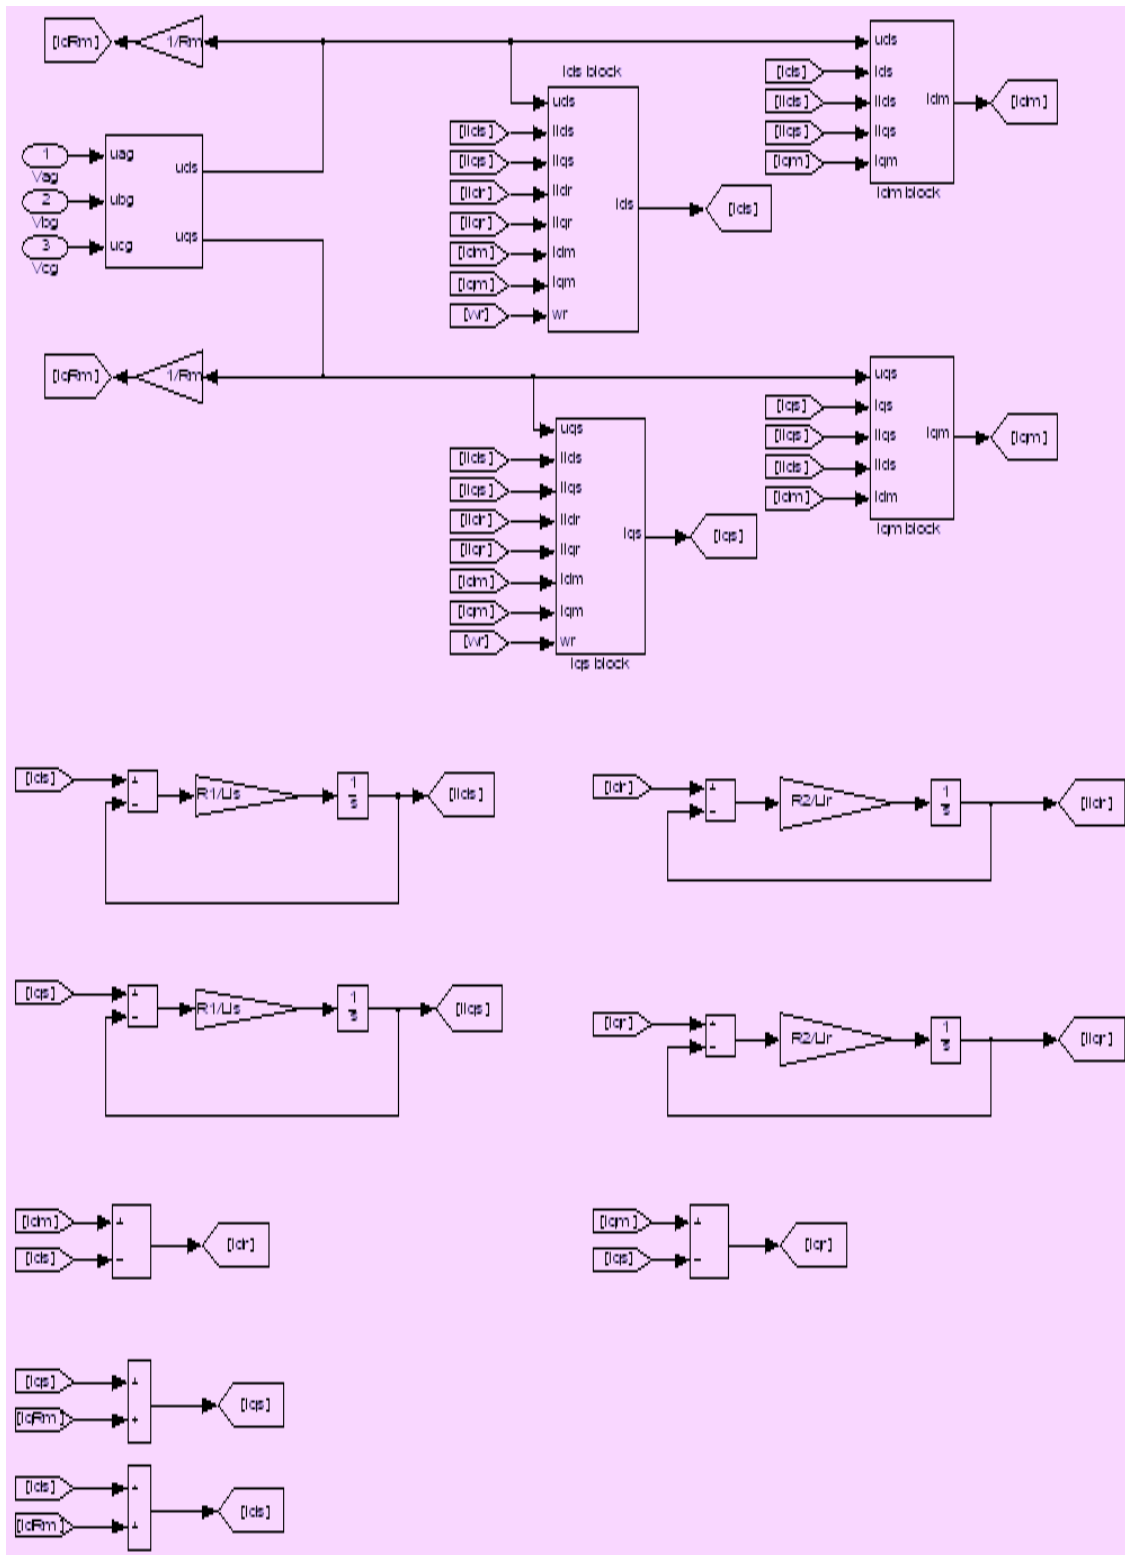 [idRm]
1/Rm
uds
[Ids]
Ids
[Ilds]
Ilds
[Ilqs]
Ilqs
[Iqm]
Iqm
Idm
[Idm]
Idm block
Ids block
uds
[Ilds]
Ilds
[Ilqs]
Ilqs
[Ildr]
Ildr
[Ilqr]
Ilqr
[Idm]
Idm
[Iqm]
Iqm
[Wr]
wr
Ids
[Ids]
1
Vag
uag
uds
2
Vbg
ubg
3
Vcg
ucg
uqs
[iqRm]
1/Rm
uqs
[Iqs]
Iqs
[Ilqs]
Ilqs
[Ilds]
Ilds
[Idm]
Idm
Iqm
[Iqm]
Iqm block
uqs
[Ilds]
Ilds
[Ilqs]
Ilqs
[Ildr]
Ildr
[Ilqr]
Ilqr
[Idm]
Idm
[Iqm]
Iqm
[Wr]
wr
Iqs
[Iqs]
Iqs block
[Ids]
+
−
R1/Lls
1
s
[Ilds]
[Idr]
+
−
R2/Llr
1
s
[Ildr]
[Iqs]
+
−
R1/Lls
1
s
[Ilqs]
[Iqr]
+
−
R2/Llr
1
s
[Ilqr]
[Idm]
+
[Ids]
−
[Idr]
[Iqm]
+
[Iqs]
−
[Iqr]
[Iqs]
+
[IqRm]
+
[Iqs]
[Ids]
+
[IdRm]
+
[Ids]